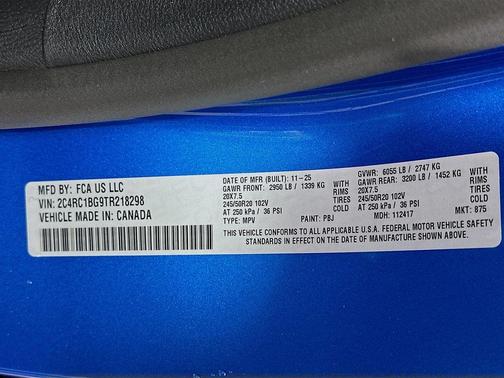 MFD BY: FCA US LLC
VIN: 2C4RC1BG9TR218298
VEHICLE MADE IN: CANADA
DATE OF MFR (BUILT): 11-25
GAWR FRONT: 2950 LB / 1339 KG WITH
20X7.5 RIMS
245/50R20 102V TIRES
AT 250 kPa / 36 PSI COLD
TYPE: MPV PAINT: PBJ
GVWR: 6055 LB / 2747 KG
GAWR REAR: 3200 LB / 1452 KG WITH
20X7.5 RIMS
245/50R20 102V TIRES
AT 250 kPa / 36 PSI COLD
MDH: 112417 MKT: 875
THIS VEHICLE CONFORMS TO ALL APPLICABLE U.S.A. FEDERAL MOTOR VEHICLE SAFETY
STANDARDS IN EFFECT ON THE DATE OF MANUFACTURE SHOWN ABOVE.